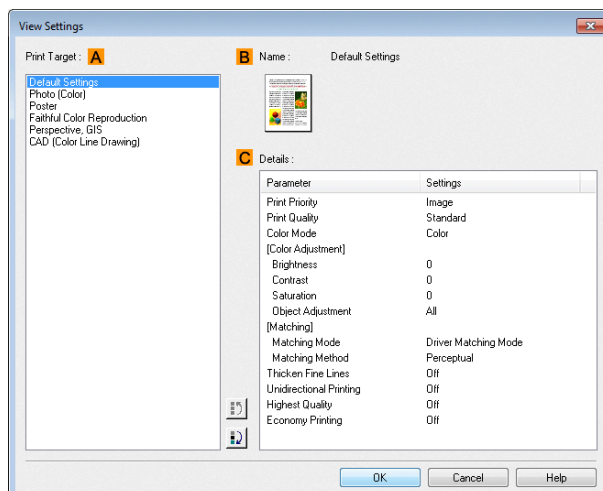 View Settings
Print Target : A
B Name : Default Settings
Default Settings
Photo (Color)
Poster
Faithful Color Reproduction
Perspective, GIS
CAD (Color Line Drawing)
C Details :
Parameter Settings
Print Priority Image
Print Quality Standard
Color Mode Color
[Color Adjustment]
Brightness 0
Contrast 0
Saturation 0
Object Adjustment All
[Matching]
Matching Mode Driver Matching Mode
Matching Method Perceptual
Thicken Fine Lines Off
Unidirectional Printing Off
Highest Quality Off
Economy Printing Off
OK Cancel Help